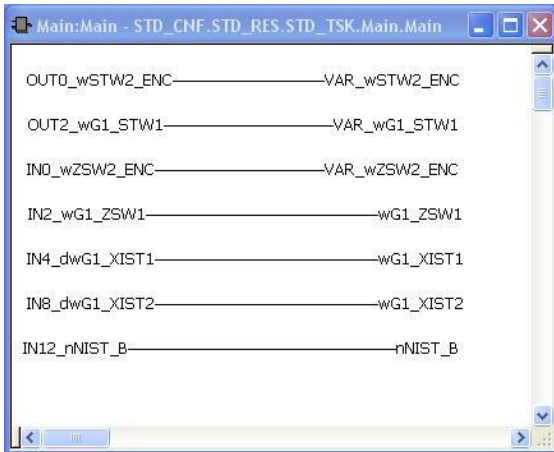 Main:Main - STD_CNF.STD_RES.STD_TSK.Main.Main
OUT0_wSTW2_ENC VAR_wSTW2_ENC
OUT2_wG1_STW1 VAR_wG1_STW1
IN0_wZSW2_ENC VAR_wZSW2_ENC
IN2_wG1_ZSW1 wG1_ZSW1
IN4_dwG1_XIST1 wG1_XIST1
IN8_dwG1_XIST2 wG1_XIST2
IN12_nNIST_B nNIST_B